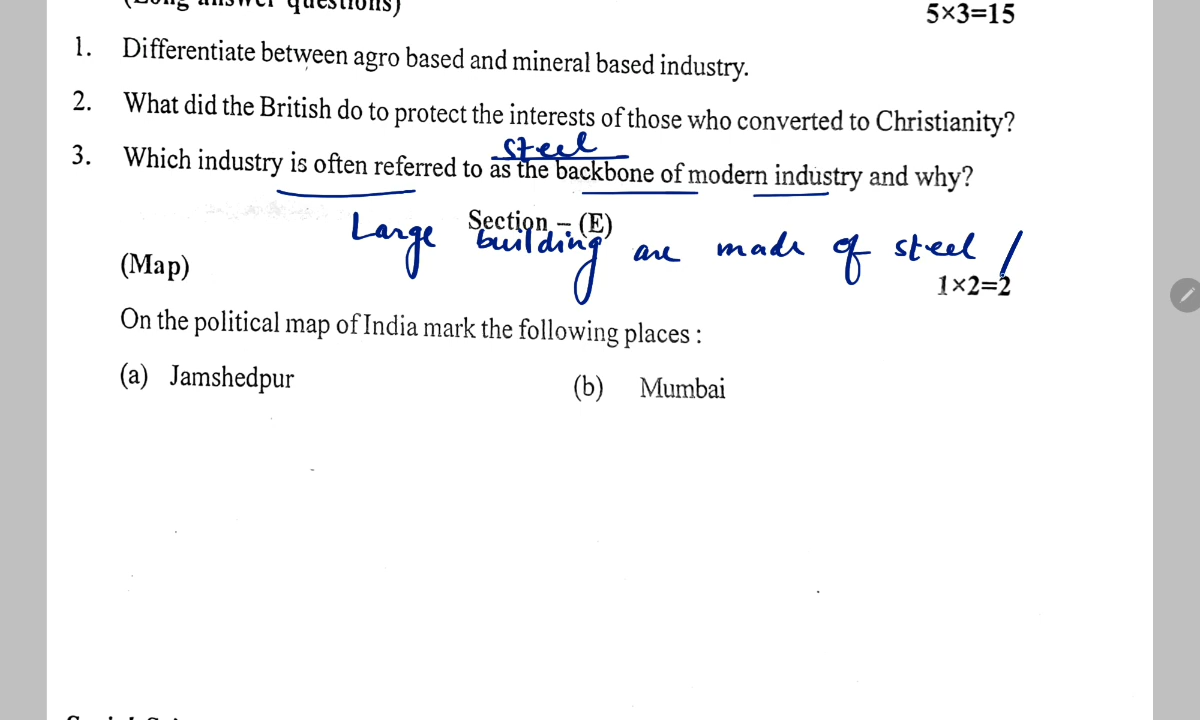 (Long answer questions)
5×3=15
1. Differentiate between agro based and mineral based industry.
2. What did the British do to protect the interests of those who converted to Christianity?
steel
3. Which industry is often referred to as the backbone of modern industry and why?
Section – (E)
Large building are made of steel /
(Map)
1×2=2
On the political map of India mark the following places :
(a) Jamshedpur (b) Mumbai